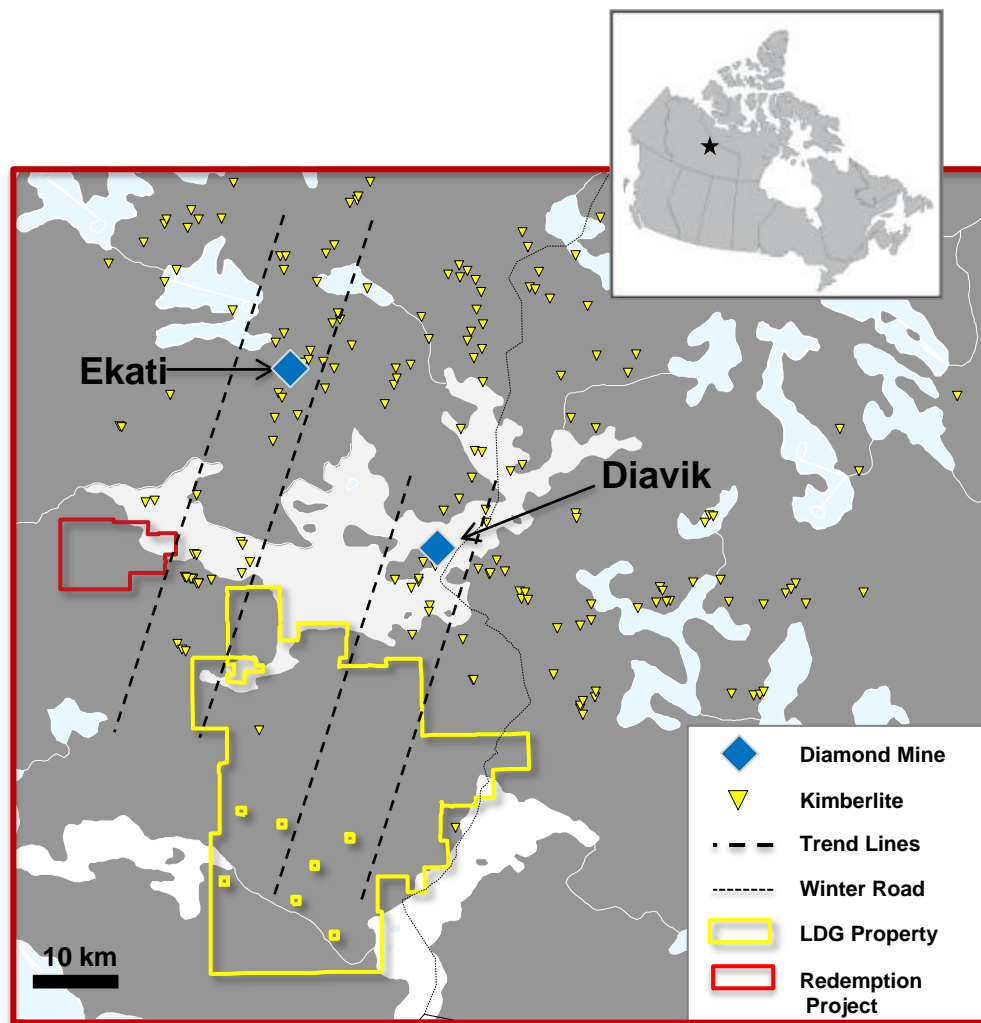 Ekati
Diavik
10 km
Diamond Mine
Kimberlite
Trend Lines
Winter Road
LDG Property
Redemption
Project